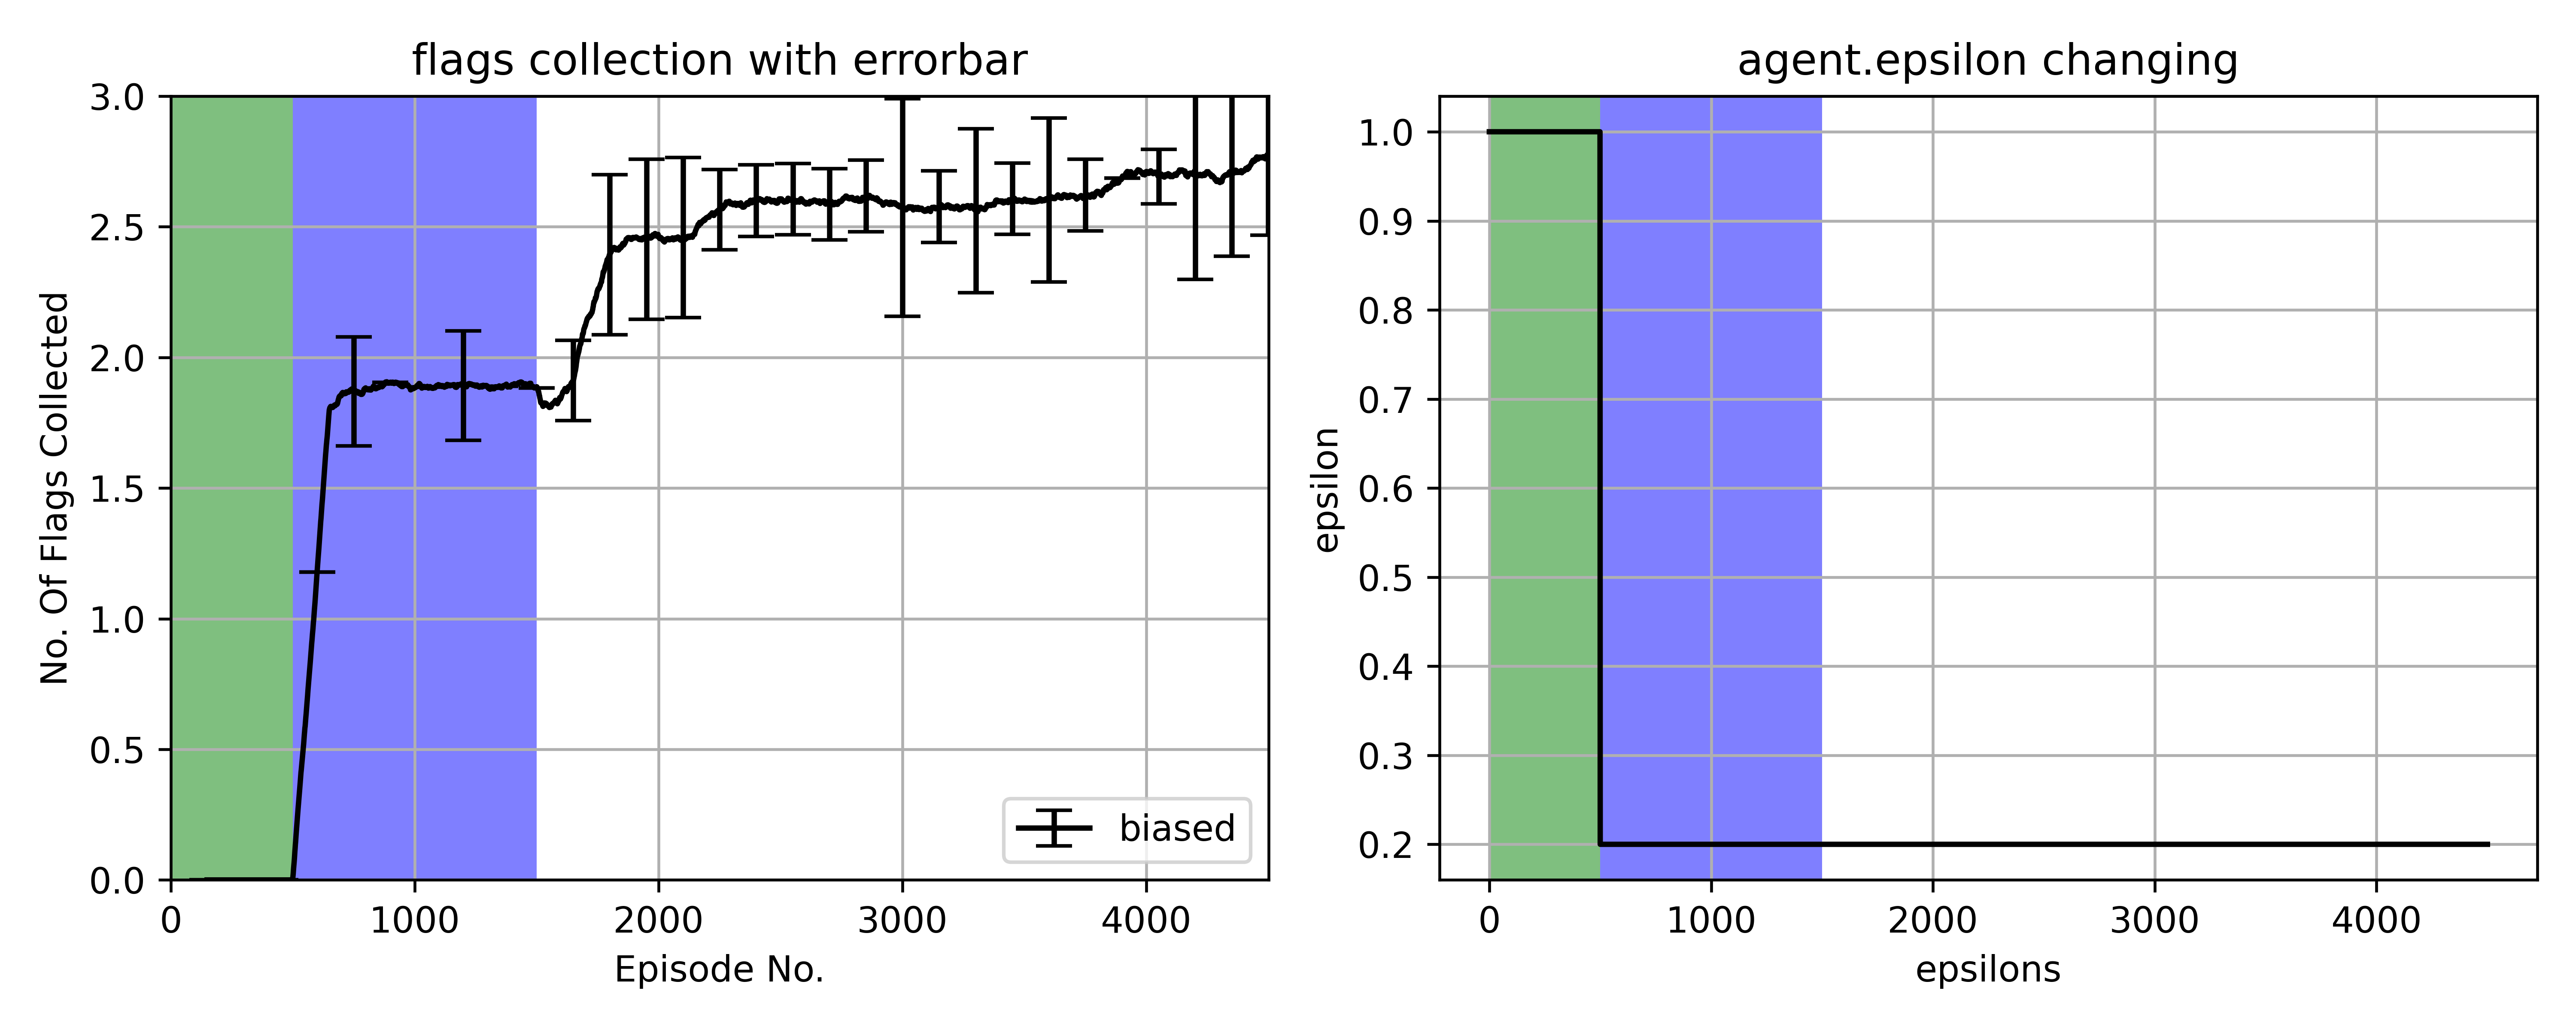 flags collection with errorbar
No. Of Flags Collected
3.0
2.5
2.0
1.5
1.0
0.5
0.0
0 1000 2000 3000 4000
Episode No.
biased
agent.epsilon changing
epsilon
1.0
0.9
0.8
0.7
0.6
0.5
0.4
0.3
0.2
0 1000 2000 3000 4000
epsilons